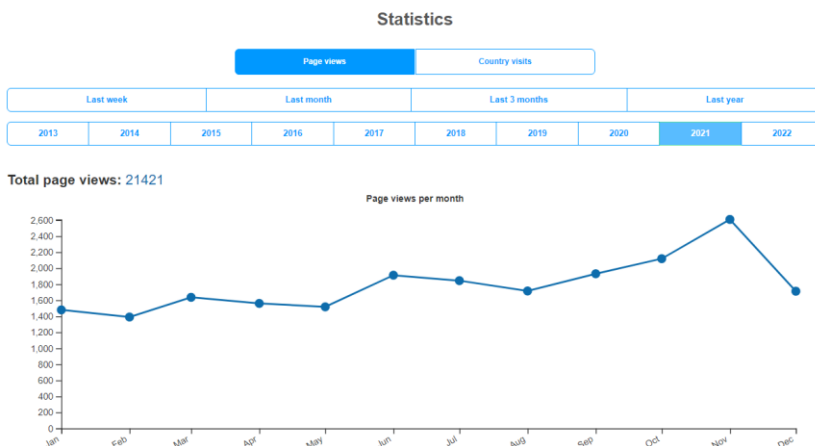 Statistics
Page views Country visits
Last week Last month Last 3 months Last year
2013 2014 2015 2016 2017 2018 2019 2020 2021 2022
Total page views: 21421
Page views per month
2,600
2,400
2,200
2,000
1,800
1,600
1,400
1,200
1,000
800
600
400
200
0
Jan Feb Mar Apr May Jun Jul Aug Sep Oct Nov Dec